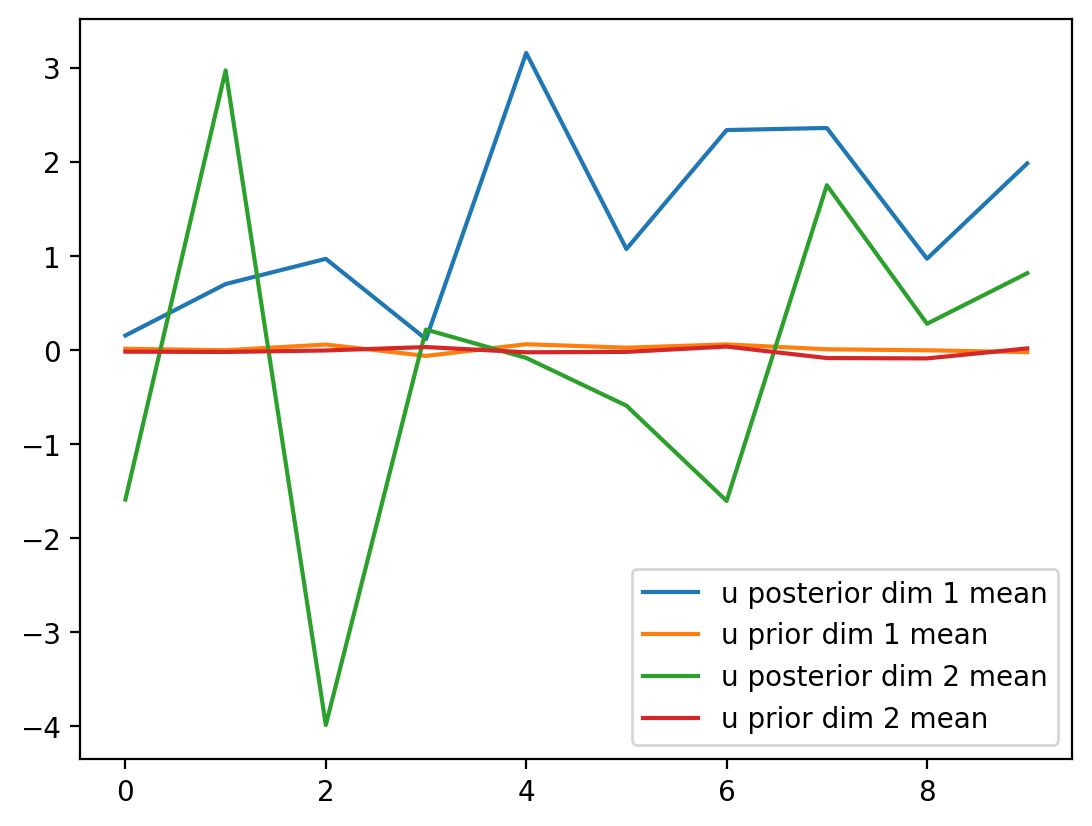 3
2
1
0
−1
−2
−3
−4
0 2 4 6 8
u posterior dim 1 mean
u prior dim 1 mean
u posterior dim 2 mean
u prior dim 2 mean